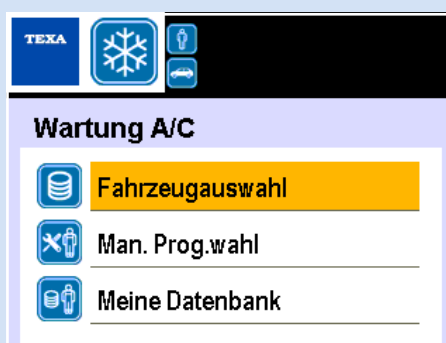 TEXA
Wartung A/C
Fahrzeugauswahl
Man. Prog.wahl
Meine Datenbank